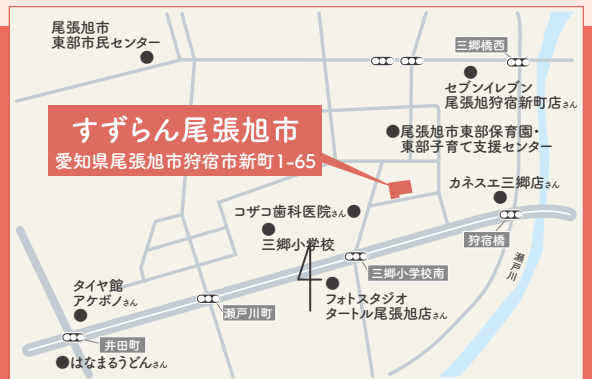 尾張旭市
東部市民センター
三郷橋西
セブンイレブン
尾張旭狩宿新町店さん
すずらん尾張旭市
愛知県尾張旭市狩宿市新町1-65
尾張旭市東部保育園・
東部子育て支援センター
カネスエ三郷店さん
コザコ歯科医院さん
三郷小学校
狩宿橋
瀬戸川
三郷小学校南
タイヤ館
アケボノさん
フォトスタジオ
タートル尾張旭店さん
瀬戸川町
井田町
はなまるうどんさん